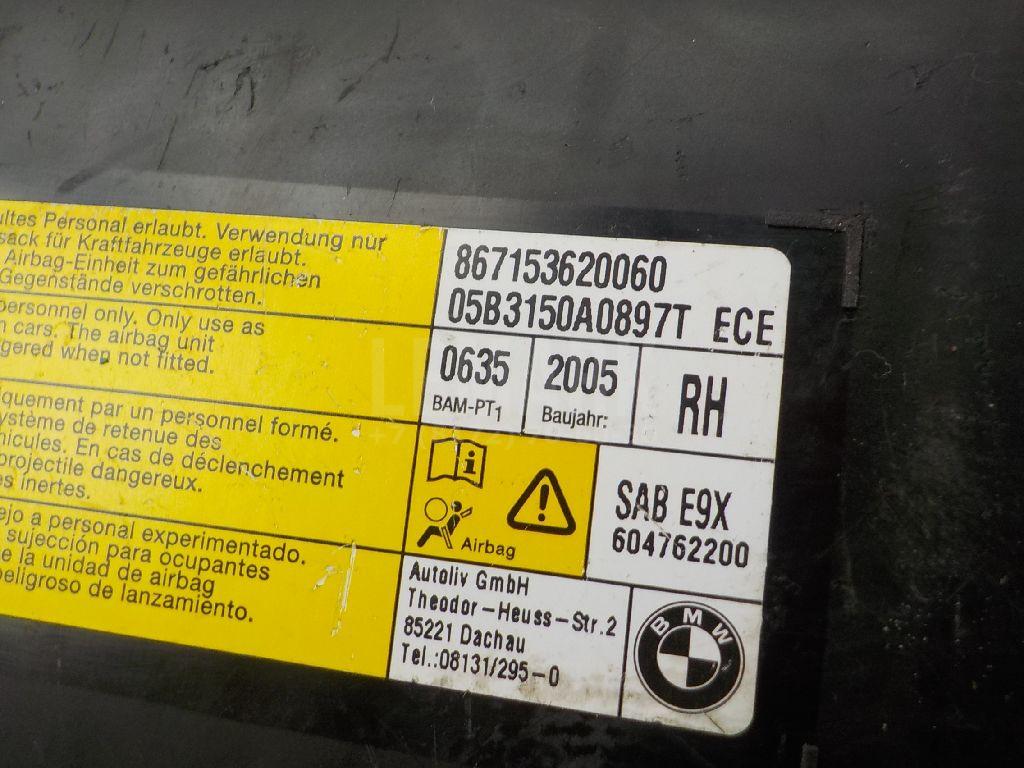 ultes Personal erlaubt. Verwendung nur
sack für Kraftfahrzeuge erlaubt.
Airbag-Einheit zum gefährlichen
Gegenstände verschrotten.
personnel only. Only use as
n cars. The airbag unit
gered when not fitted.
iquement par un personnel formé.
système de retenue des
hicules. En cas de déclenchement
projectile dangereux.
es inertes.
ejo a personal experimentado.
sujección para ocupantes
e la unidad de airbag
peligroso de lanzamiento.
867153620060
05B3150A0897T ECE
0635
BAM-PT1
2005
Baujahr:
RH
Airbag
SAB E9X
604762200
Autoliv GmbH
Theodor-Heuss-Str.2
85221 Dachau
Tel.:08131/295-0
BMW